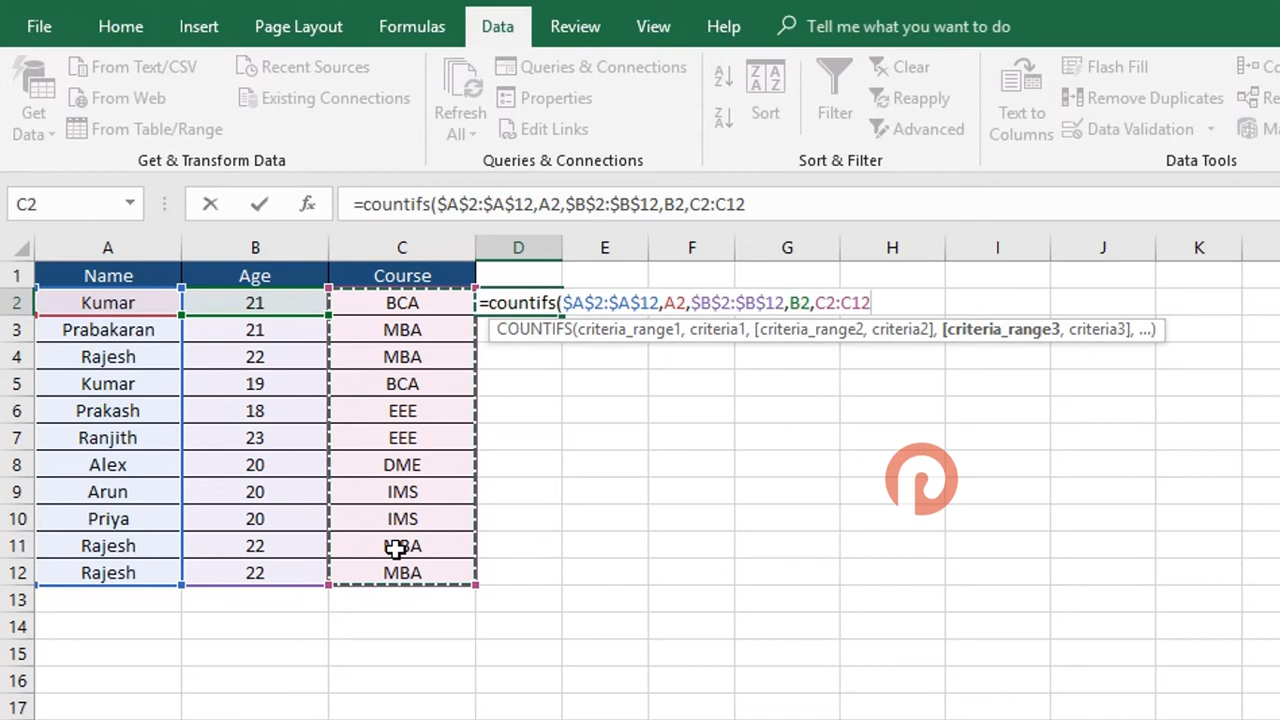 File Home Insert Page Layout Formulas Data Review View Help Tell me what you want to do
Get Data
From Text/CSV
From Web
From Table/Range
Recent Sources
Existing Connections
Get & Transform Data
Refresh All
Queries & Connections
Properties
Edit Links
Queries & Connections
Sort
Filter
Clear
Reapply
Advanced
Sort & Filter
Text to Columns
Flash Fill
Remove Duplicates
Data Validation
Data Tools
C2 fx =countifs($A$2:$A$12,A2,$B$2:$B$12,B2,C2:C12
A B C D E F G H I J K
1 Name Age Course
2 Kumar 21 BCA =countifs($A$2:$A$12,A2,$B$2:$B$12,B2,C2:C12
COUNTIFS(criteria_range1, criteria1, [criteria_range2, criteria2], [criteria_range3, criteria3], ...)
3 Prabakaran 21 MBA
4 Rajesh 22 MBA
5 Kumar 19 BCA
6 Prakash 18 EEE
7 Ranjith 23 EEE
8 Alex 20 DME
9 Arun 20 IMS
10 Priya 20 IMS
11 Rajesh 22 MBA
12 Rajesh 22 MBA
13
14
15
16
17